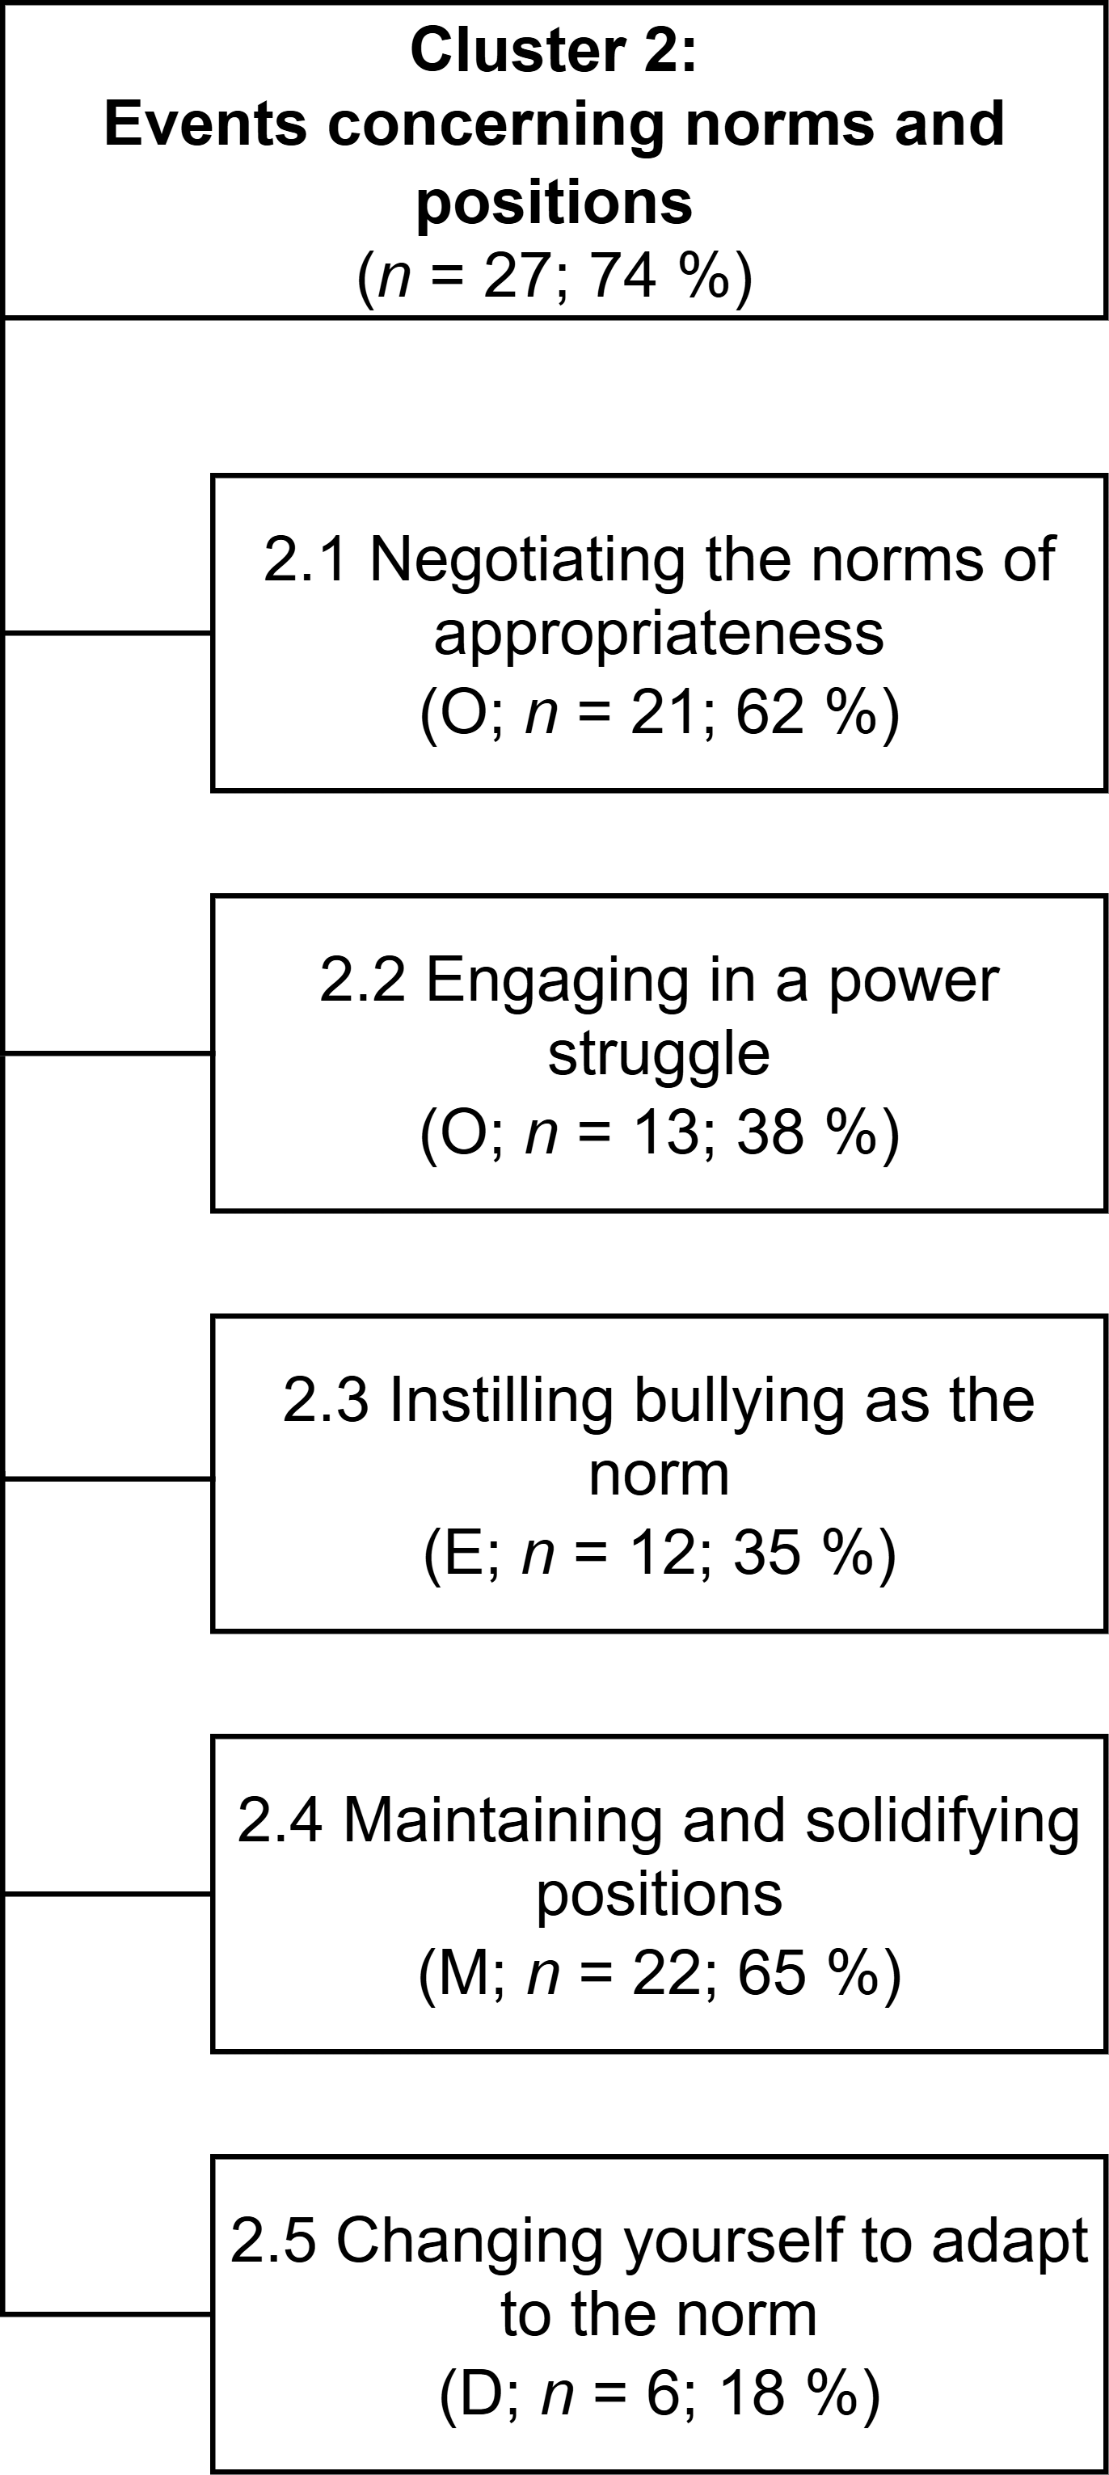 Cluster 2:
Events concerning norms and
positions
(n = 27; 74 %)
2.1 Negotiating the norms of
appropriateness
(O; n = 21; 62 %)
2.2 Engaging in a power
struggle
(O; n = 13; 38 %)
2.3 Instilling bullying as the
norm
(E; n = 12; 35 %)
2.4 Maintaining and solidifying
positions
(M; n = 22; 65 %)
2.5 Changing yourself to adapt
to the norm
(D; n = 6; 18 %)